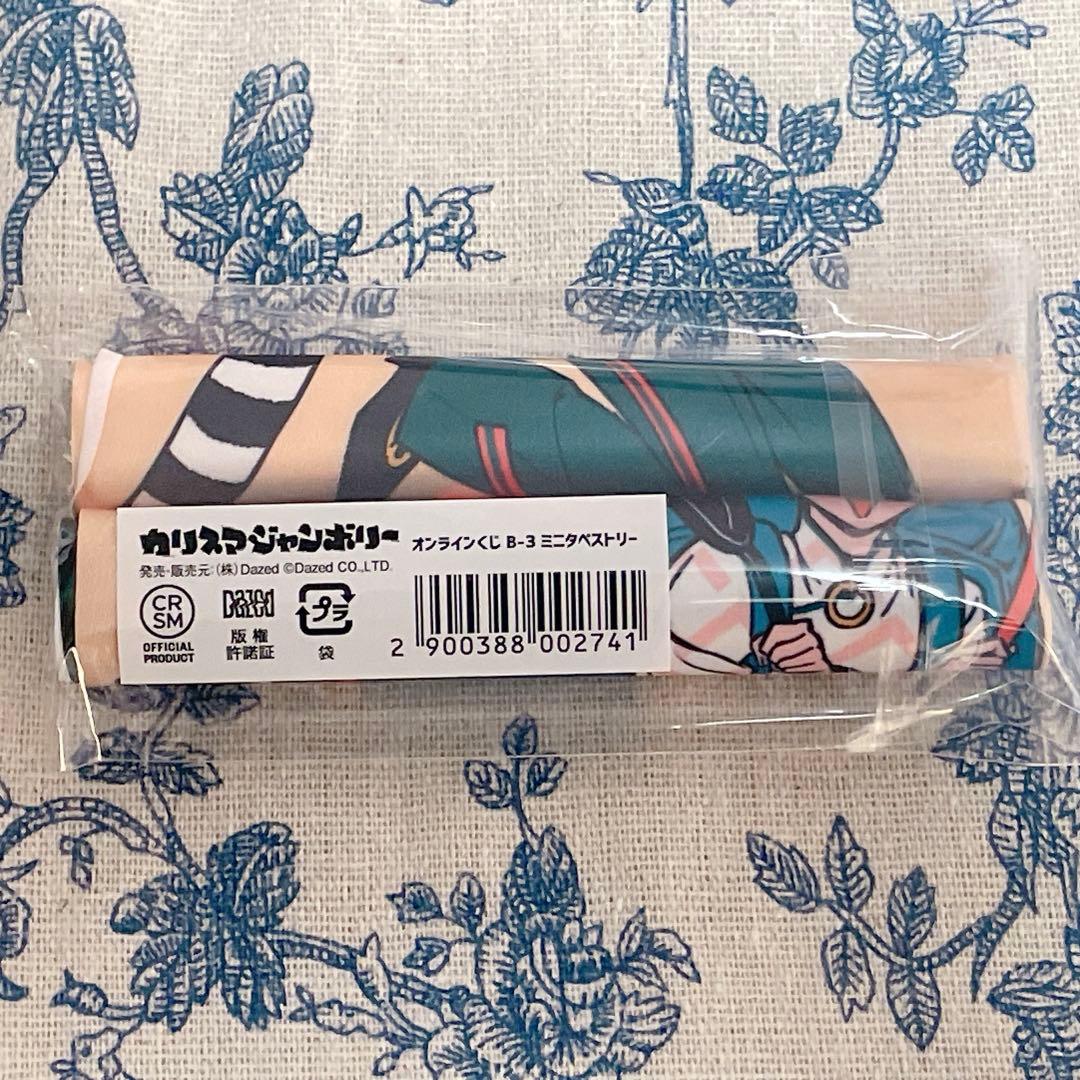 カリスマジャンボリー オンラインくじ B-3 ミニタペストリー
発売・販売元:(株)Dazed ©Dazed CO.,LTD.
CR
SM
OFFICIAL
PRODUCT
版権
許諾証
プラ
袋
2 900388 002741